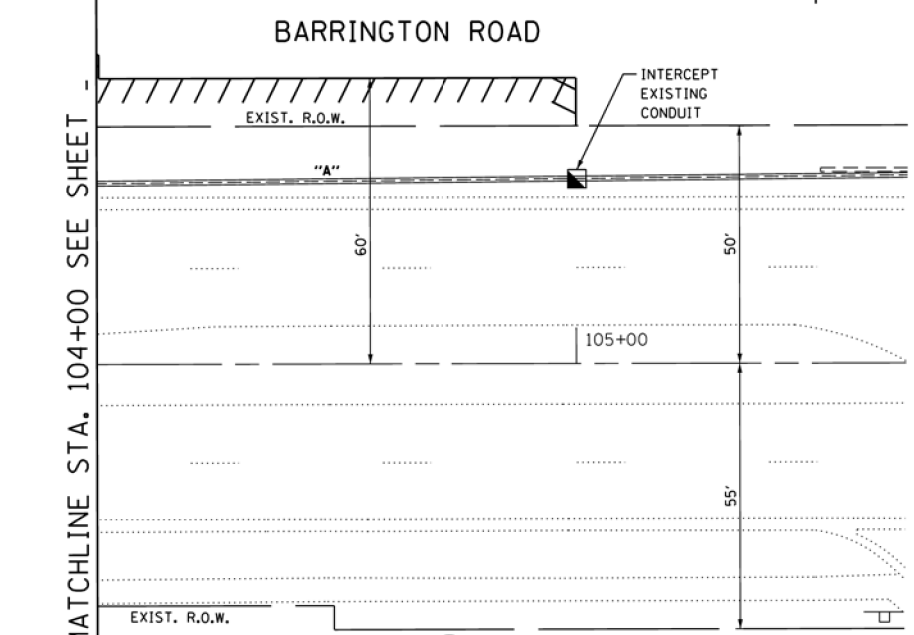 BARRINGTON ROAD
INTERCEPT
EXISTING
CONDUIT
EXIST. R.O.W.
"A"
60'
50'
105+00
55'
EXIST. R.O.W.
MATCHLINE STA. 104+00 SEE SHEET -